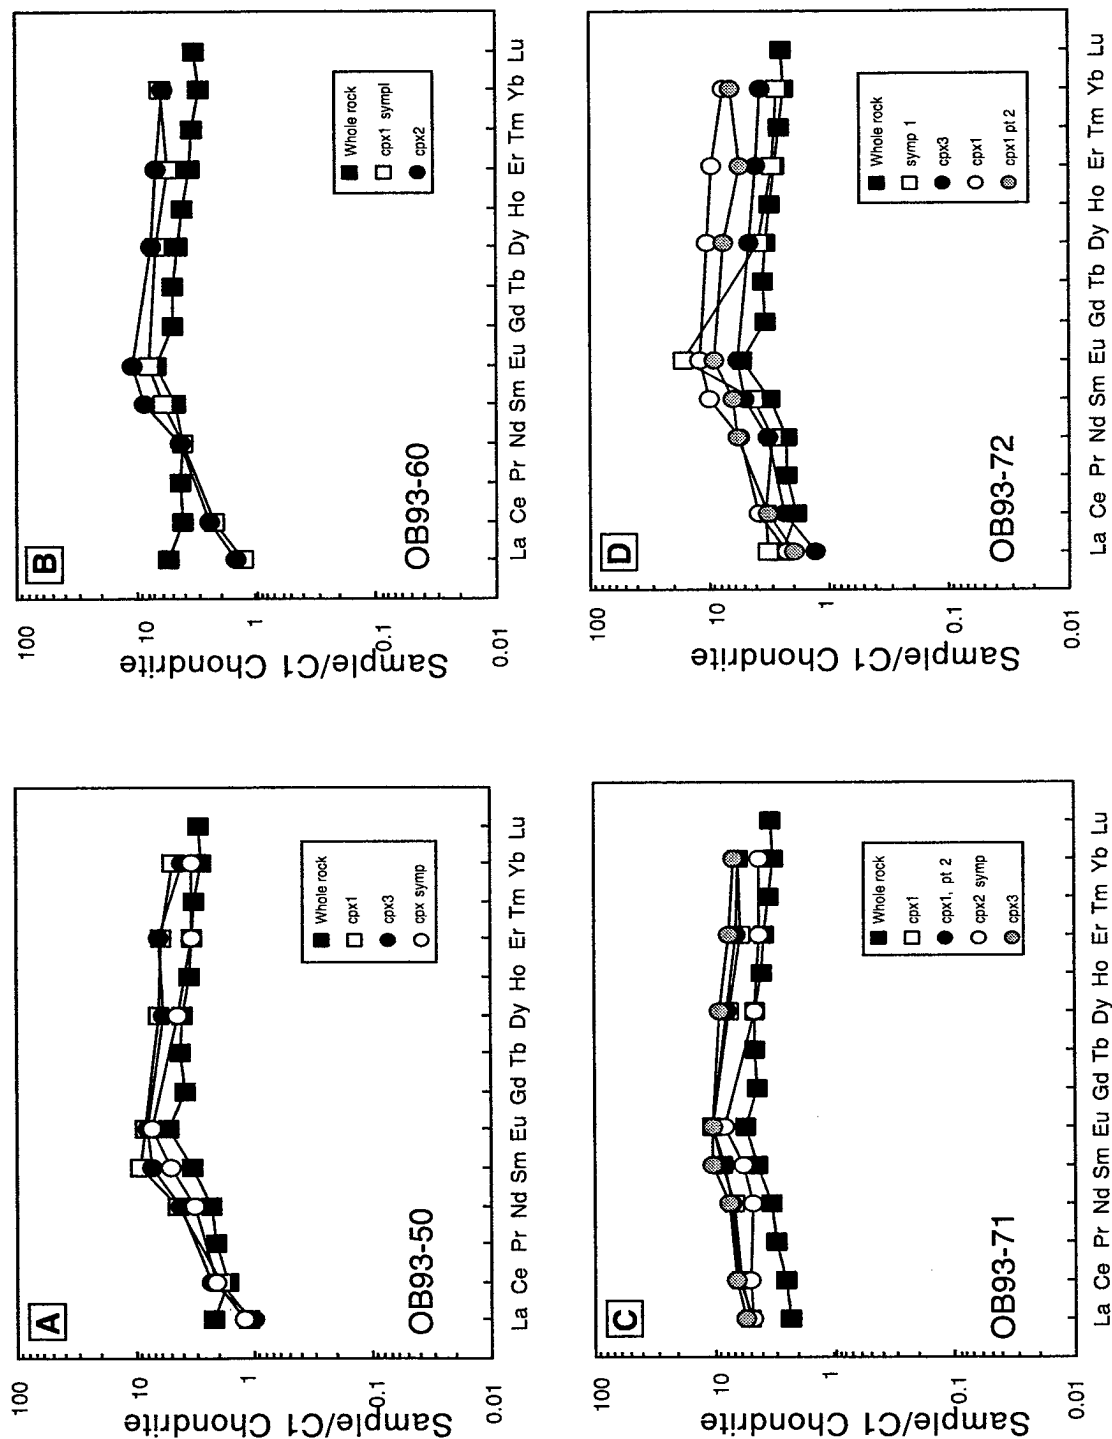 A
Sample/C1 Chondrite
100
10
1
0.1
0.01
La Ce Pr Nd Sm Eu Gd Tb Dy Ho Er Tm Yb Lu
OB93-50
Whole rock
cpx1
cpx3
cpx symp
B
Sample/C1 Chondrite
100
10
1
0.1
0.01
La Ce Pr Nd Sm Eu Gd Tb Dy Ho Er Tm Yb Lu
OB93-60
Whole rock
cpx1 sympl
cpx2
C
Sample/C1 Chondrite
100
10
1
0.1
0.01
La Ce Pr Nd Sm Eu Gd Tb Dy Ho Er Tm Yb Lu
OB93-71
Whole rock
cpx1
cpx1, pt 2
cpx2 symp
cpx3
D
Sample/C1 Chondrite
100
10
1
0.1
0.01
La Ce Pr Nd Sm Eu Gd Tb Dy Ho Er Tm Yb Lu
OB93-72
Whole rock
symp 1
cpx3
cpx1
cpx1 pt 2